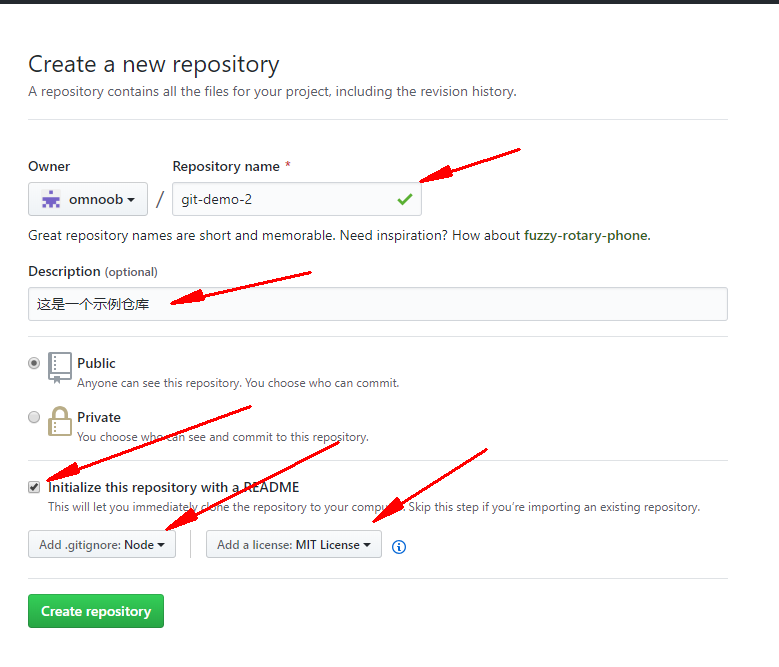 Create a new repository
A repository contains all the files for your project, including the revision history.
Owner
Repository name *
omnoob
/
git-demo-2
Great repository names are short and memorable. Need inspiration? How about fuzzy-rotary-phone.
Description (optional)
这是一个示例仓库
Public
Anyone can see this repository. You choose who can commit.
Private
You choose who can see and commit to this repository.
Initialize this repository with a README
This will let you immediately clone the repository to your computer. Skip this step if you're importing an existing repository.
Add .gitignore: Node
Add a license: MIT License
Create repository